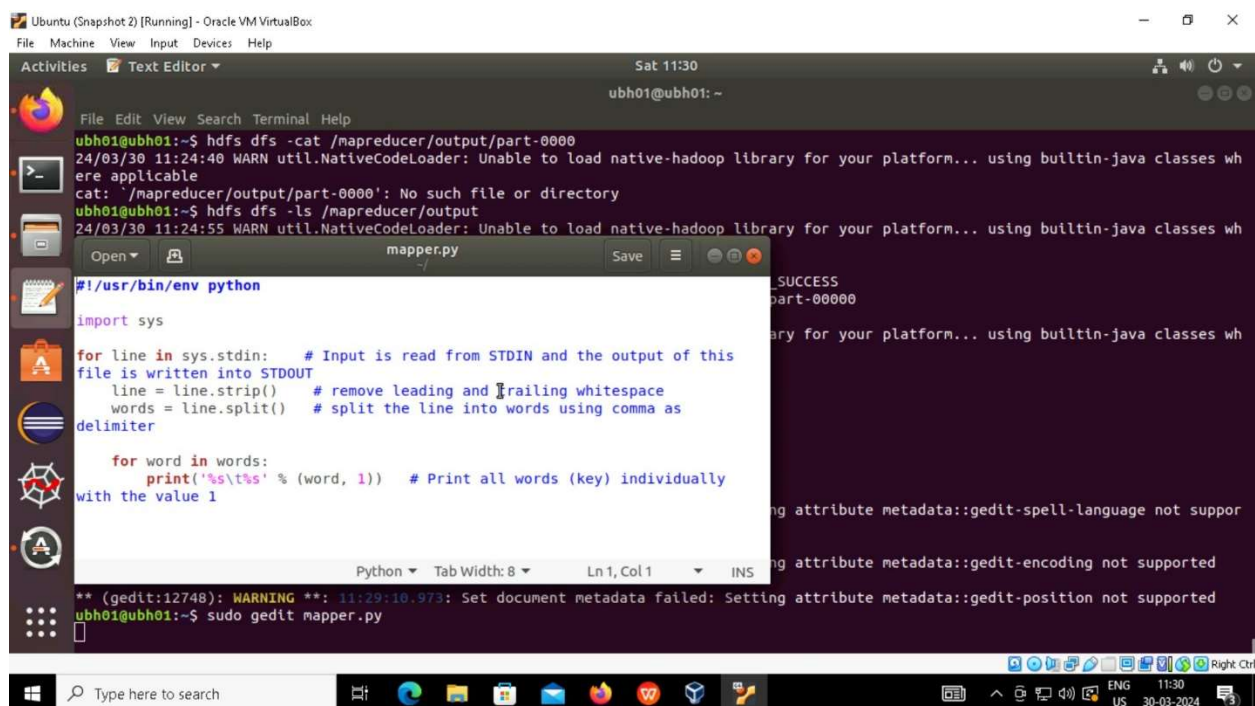 Ubuntu (Snapshot 2) [Running] - Oracle VM VirtualBox
File Machine View Input Devices Help
Activities Text Editor Sat 11:30
ubh01@ubh01: ~
File Edit View Search Terminal Help
ubh01@ubh01:~$ hdfs dfs -cat /mapreducer/output/part-0000
24/03/30 11:24:40 WARN util.NativeCodeLoader: Unable to load native-hadoop library for your platform... using builtin-java classes wh
ere applicable
cat: `/mapreducer/output/part-0000': No such file or directory
ubh01@ubh01:~$ hdfs dfs -ls /mapreducer/output
24/03/30 11:24:55 WARN util.NativeCodeLoader: Unable to load native-hadoop library for your platform... using builtin-java classes wh
Open mapper.py Save
~/
#!/usr/bin/env python
_SUCCESS
part-00000
import sys
ary for your platform... using builtin-java classes wh
for line in sys.stdin: # Input is read from STDIN and the output of this
file is written into STDOUT
line = line.strip() # remove leading and trailing whitespace
words = line.split() # split the line into words using comma as
delimiter
for word in words:
print('%s\t%s' % (word, 1)) # Print all words (key) individually
with the value 1
ng attribute metadata::gedit-spell-language not suppor
ng attribute metadata::gedit-encoding not supported
Python Tab Width: 8 Ln 1, Col 1 INS
** (gedit:12748): WARNING **: 11:29:10.973: Set document metadata failed: Setting attribute metadata::gedit-position not supported
ubh01@ubh01:~$ sudo gedit mapper.py
Right Ctrl
Type here to search
ENG 11:30
US 30-03-2024